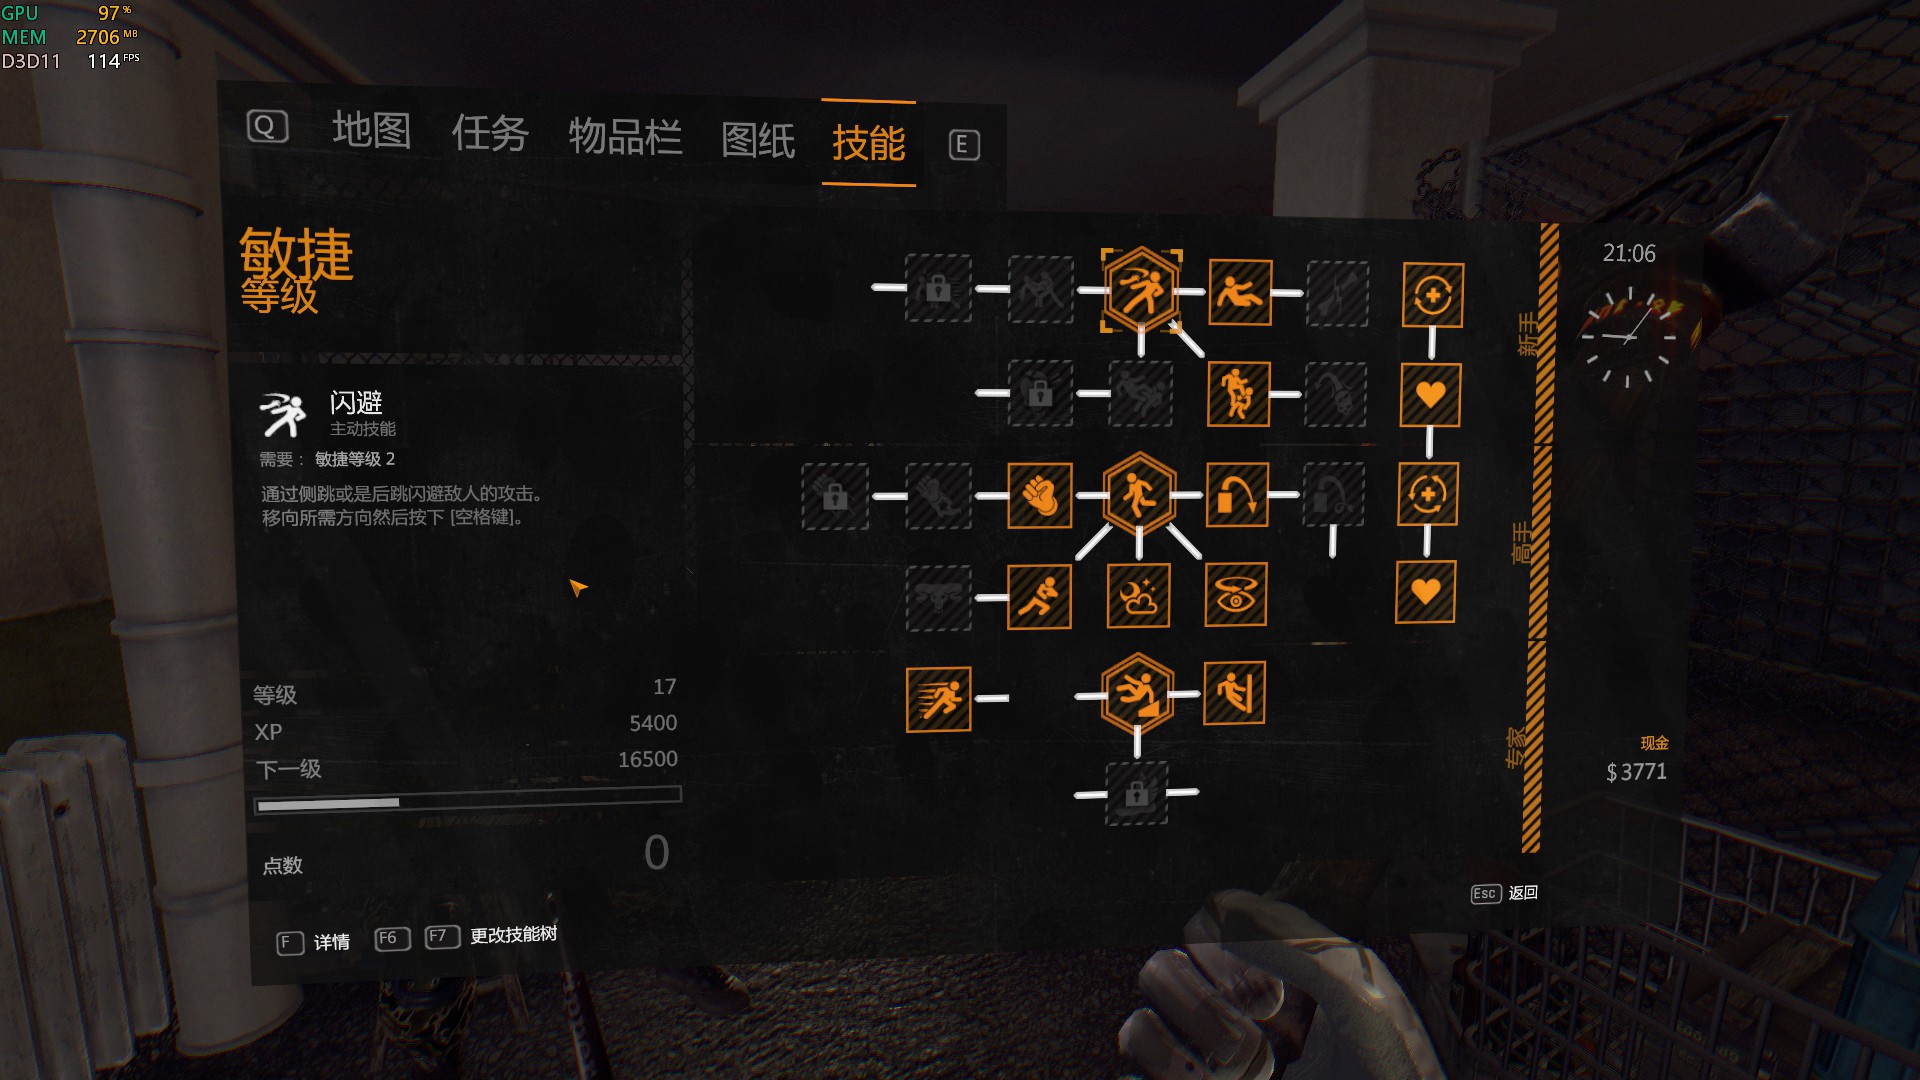 GPU 97 %
MEM 2706 MB
D3D11 114 FPS
Q 地图 任务 物品栏 图纸 技能 E
敏捷
等级
闪避
主动技能
需要： 敏捷等级 2
通过侧跳或是后跳闪避敌人的攻击。
移向所需方向然后按下 [空格键]。
等级 17
XP 5400
下一级 16500
点数 0
F 详情 F6 F7 更改技能树
新手
高手
专家
21:06
现金
$3771
Esc 返回